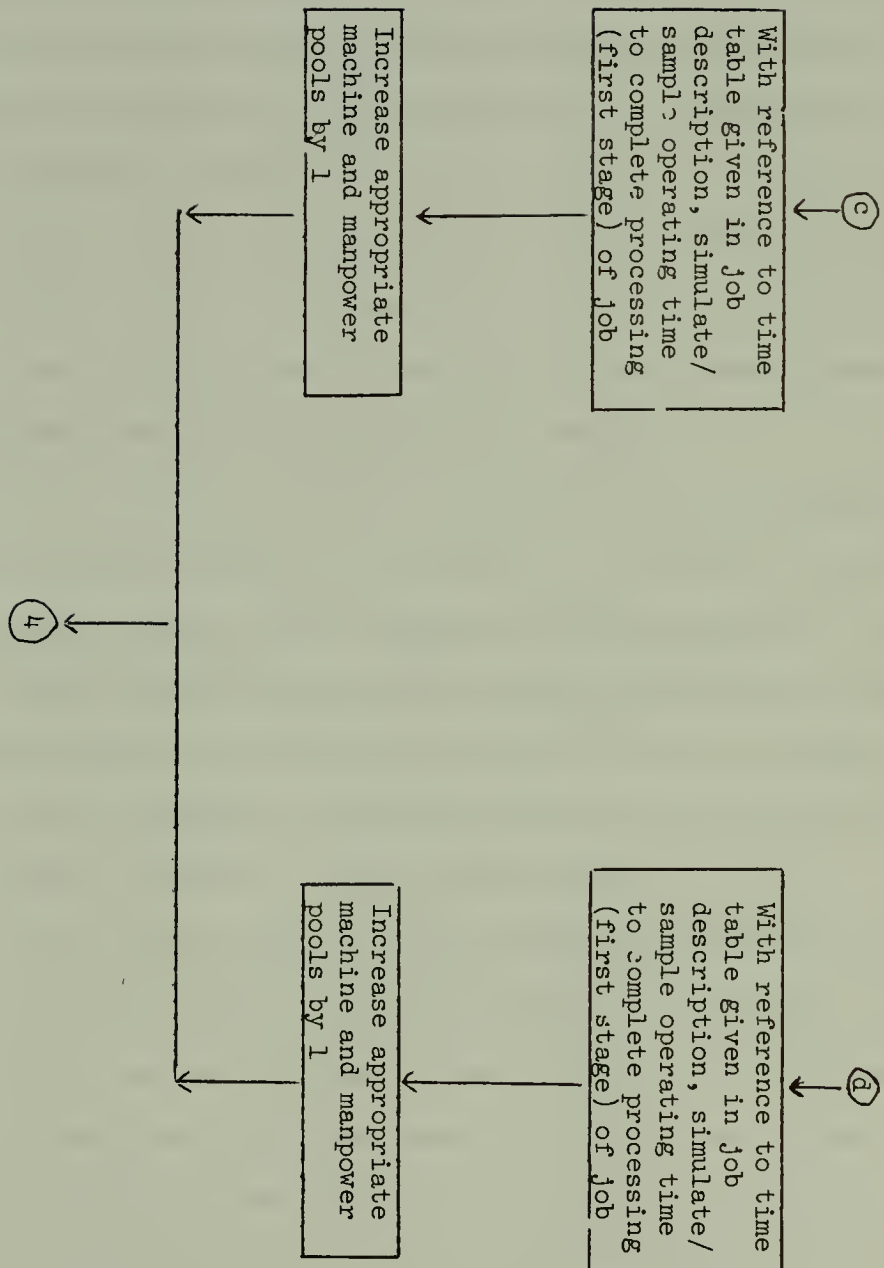 c
With reference to time
table given in job
description, simulate/
sample operating time
to complete processing
(first stage) of job
Increase appropriate
machine and manpower
pools by 1
d
With reference to time
table given in job
description, simulate/
sample operating time
to complete processing
(first stage) of job
Increase appropriate
machine and manpower
pools by 1
4